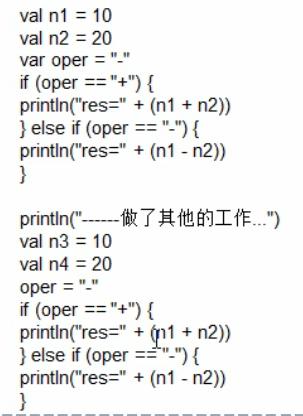 val n1 = 10
val n2 = 20
var oper = "-"
if (oper == "+") {
println("res=" + (n1 + n2))
} else if (oper == "-") {
println("res=" + (n1 - n2))
}
println("------做了其他的工作...")
val n3 = 10
val n4 = 20
oper = "-"
if (oper == "+") {
println("res=" + (n1 + n2))
} else if (oper == "-") {
println("res=" + (n1 - n2))
}